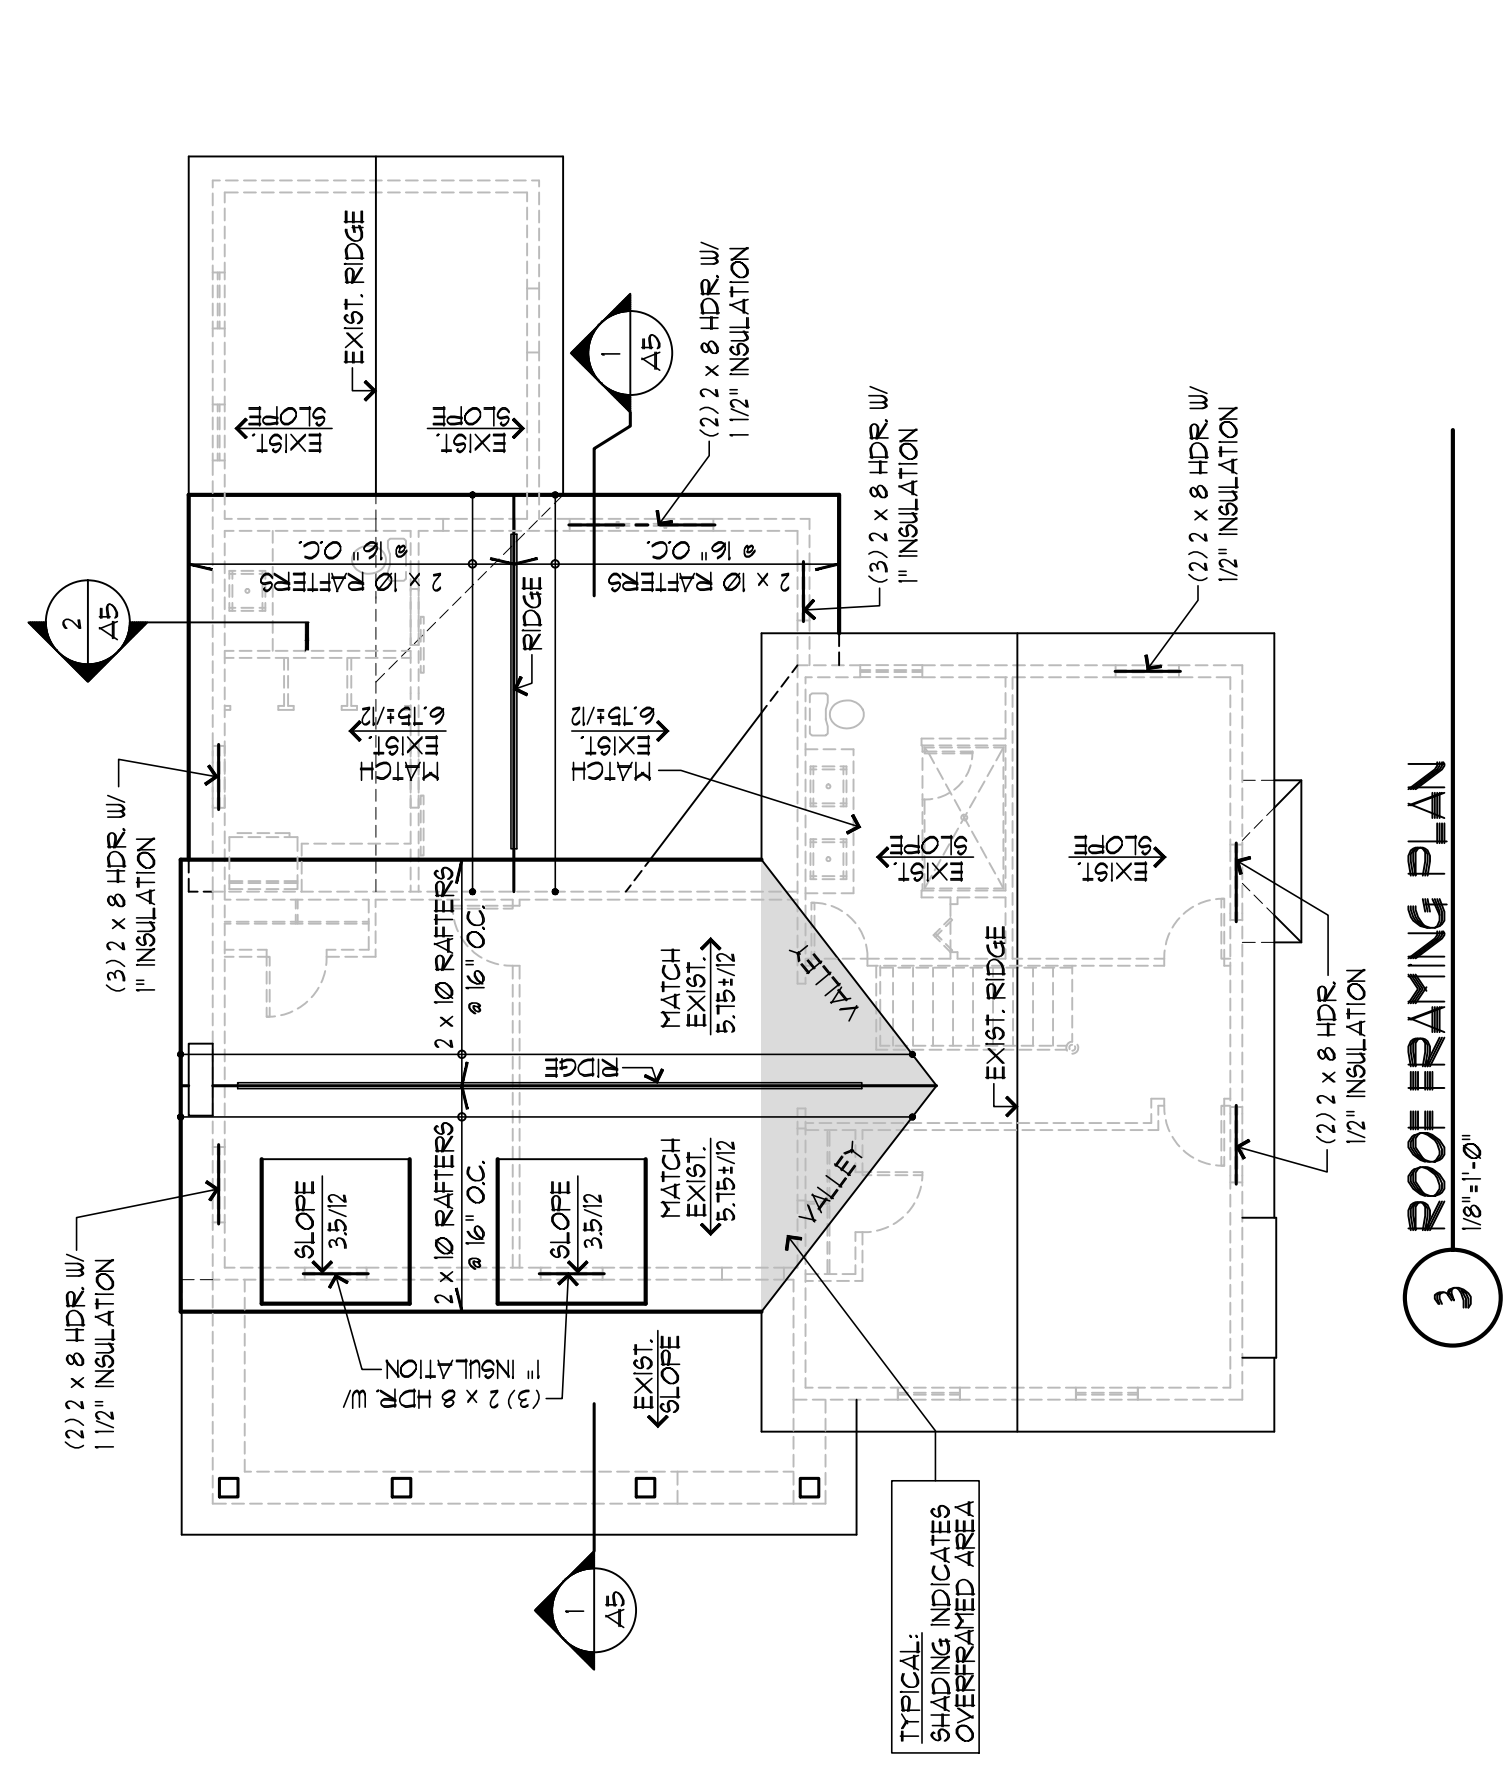 EXIST. RIDGE
EXIST.
SLOPE
EXIST.
SLOPE
1
A5
(2) 2 x 8 HDR. W/
1 1/2" INSULATION
(3) 2 x 8 HDR. W/
1" INSULATION
(2) 2 x 8 HDR. W/
1/2" INSULATION
2
A5
2 x 10 RAFTERS
@ 16" O.C.
2 x 10 RAFTERS
@ 16" O.C.
RIDGE
MATCH
EXIST.
6.75±/12
MATCH
EXIST.
6.75±/12
(3) 2 x 8 HDR. W/
1" INSULATION
EXIST.
SLOPE
EXIST.
SLOPE
2 x 10 RAFTERS
@ 16" O.C.
MATCH
EXIST.
5.75±/12
VALLEY
EXIST. RIDGE
RIDGE
(2) 2 x 8 HDR.
1/2" INSULATION
2 x 10 RAFTERS
@ 16" O.C.
MATCH
EXIST.
5.75±/12
VALLEY
SLOPE
3.5/12
SLOPE
3.5/12
(2) 2 x 8 HDR. W/
1 1/2" INSULATION
(3) 2 x 8 HDR. W/
1" INSULATION
EXIST.
SLOPE
1
A5
TYPICAL:
SHADING INDICATES
OVERFRAMED AREA
3
ROOF FRAMING PLAN
1/8"=1'-0"